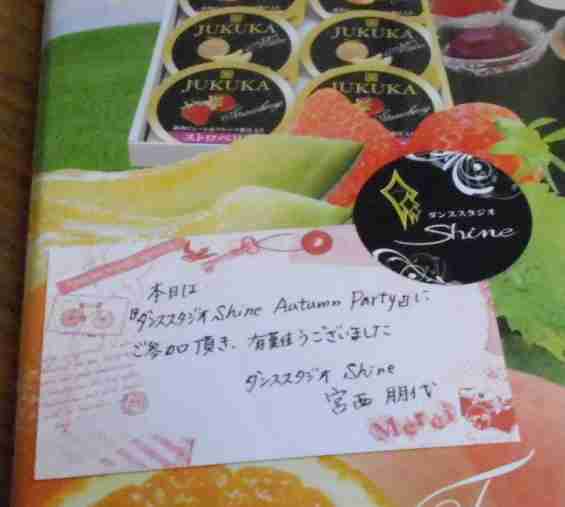 JUKUKA
JUKUKA
Strawberry
Strawberry
ストロベリー
ダンススタジオ
Shine
本日は
『ダンススタジオ Shine Autumn Party』に
ご参加頂き、有難うございました
ダンススタジオ Shine
宮西 朋代
Merci